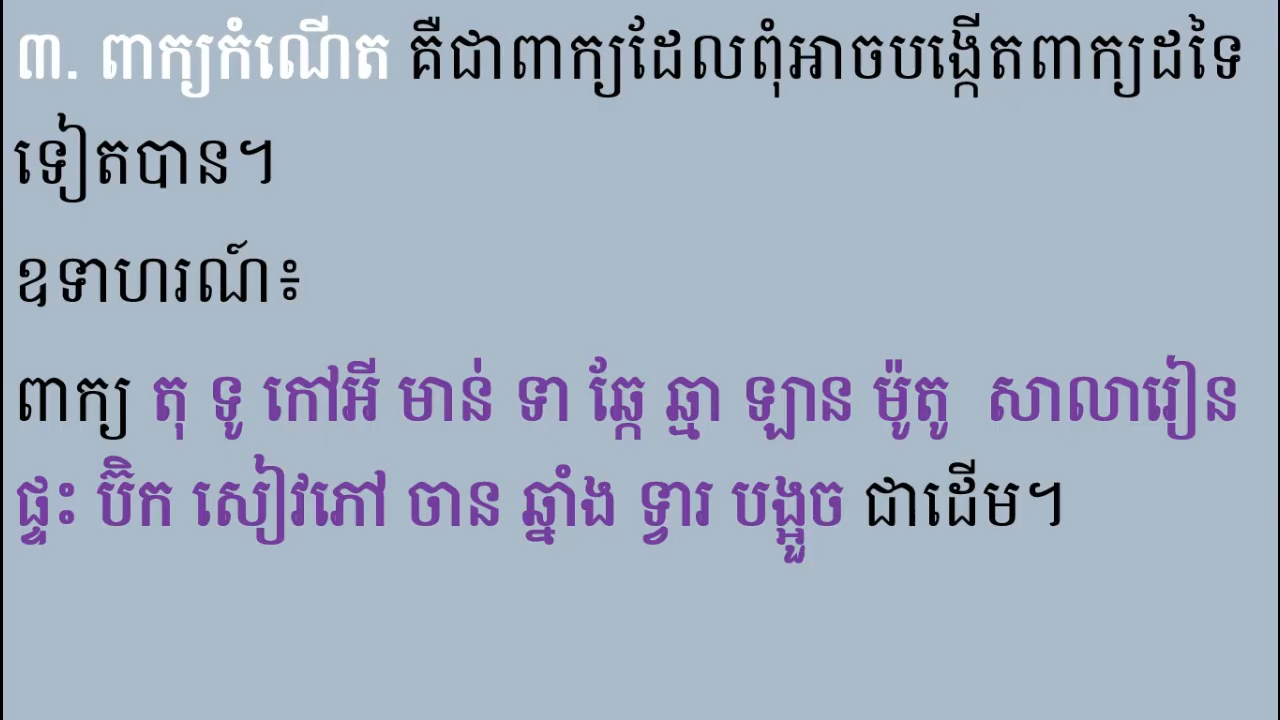 ៣. ពាក្យកំណើត គឺជាពាក្យដែលពុំអាចបង្កើតពាក្យដទៃ
ទៀតបាន។
ឧទាហរណ៍៖
ពាក្យ តុ ទូ កៅអី មាន់ ទា ឆ្កែ ឆ្មា ឡាន ម៉ូតូ សាលារៀន
ផ្ទះ ប៊ិក សៀវភៅ ចាន ឆ្នាំង ទ្វារ បង្អួច ជាដើម។